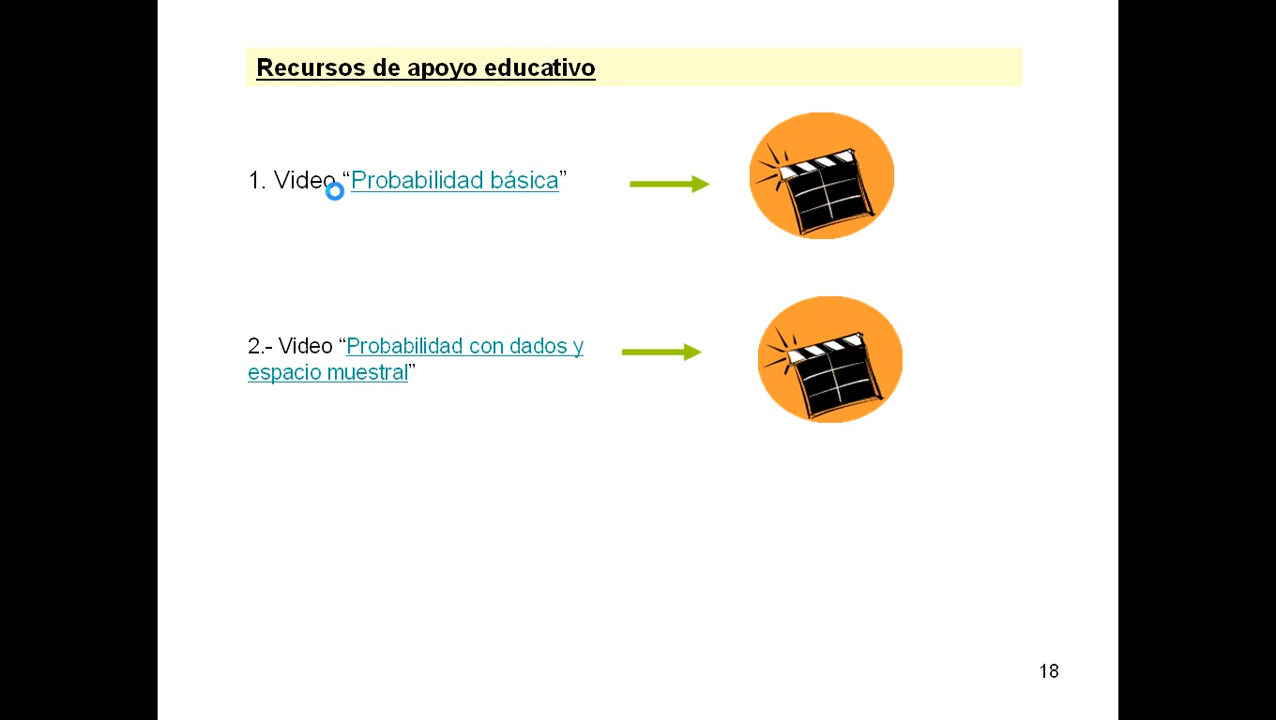 Recursos de apoyo educativo
1. Video “Probabilidad básica”
2.- Video “Probabilidad con dados y
espacio muestral”
18